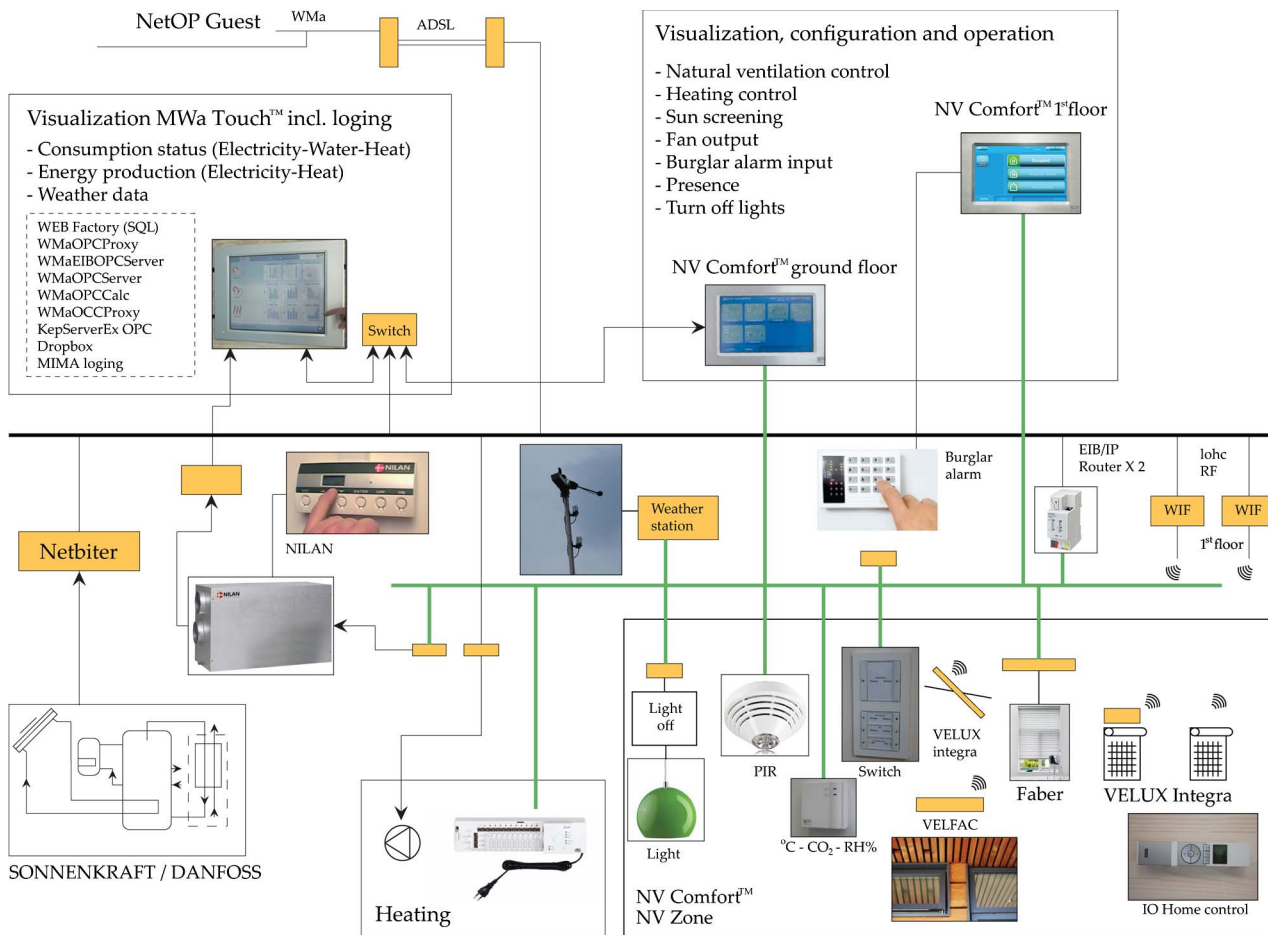 NetOP Guest
WMa
ADSL
Visualization MWa Touch™ incl. loging
- Consumption status (Electricity-Water-Heat)
- Energy production (Electricity-Heat)
- Weather data
WEB Factory (SQL)
WMaOPCProxy
WMaEIBOPCServer
WMaOPCServer
WMaOPCCalc
WMaOCCProxy
KepServerEx OPC
Dropbox
MIMA loging
Switch
Visualization, configuration and operation
- Natural ventilation control
- Heating control
- Sun screening
- Fan output
- Burglar alarm input
- Presence
- Turn off lights
NV Comfort™ 1st floor
NV Comfort™ ground floor
Netbiter
NILAN
NILAN
NILAN
Weather
station
Burglar
alarm
EIB/IP
Router X 2
lohc
RF
WIF
WIF
1st floor
SONNENKRAFT / DANFOSS
Heating
Light
off
Light
PIR
°C - CO2 - RH%
Switch
VELUX
integra
VELFAC
Faber
VELUX Integra
IO Home control
NV Comfort™
NV Zone